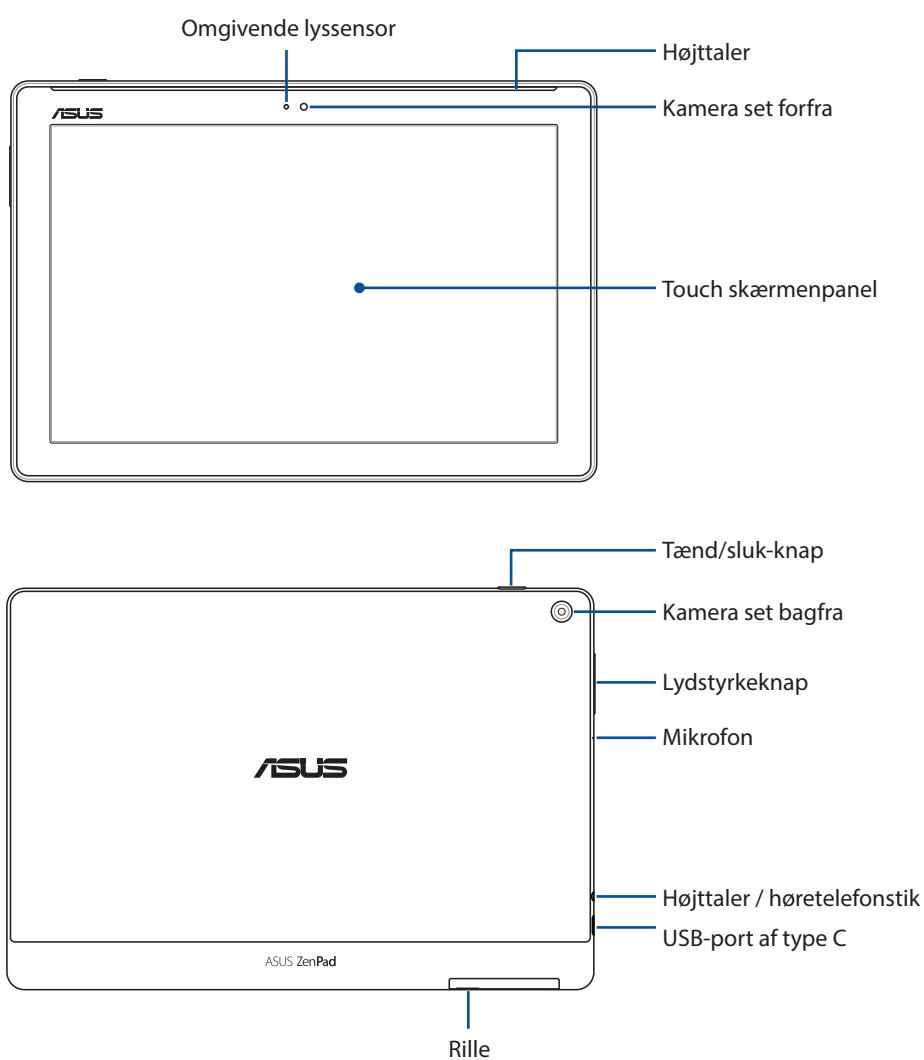 Omgivende lyssensor
Højttaler
Kamera set forfra
ASUS
Touch skærmenpanel
Tænd/sluk-knap
Kamera set bagfra
Lydstyrkeknap
Mikrofon
ASUS
Højttaler / høretelefonstik
USB-port af type C
ASUS ZenPad
Rille